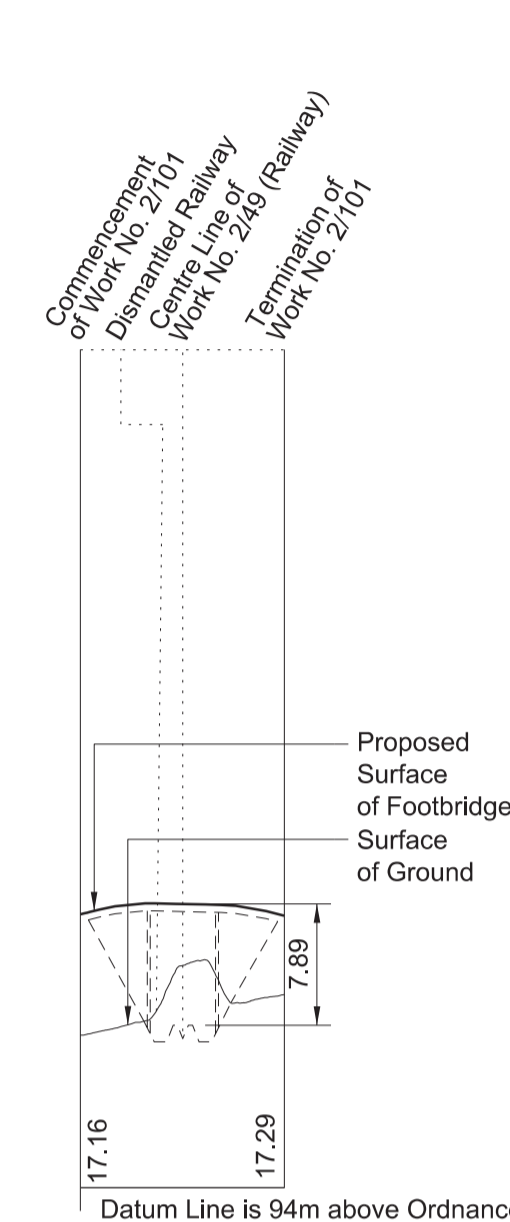 Commencement
of Work No. 2/101
Dismantled Railway
Centre Line of
Work No. 2/49 (Railway)
Termination of
Work No. 2/101
Proposed
Surface
of Footbridge
Surface
of Ground
7.89
17.16
17.29
Datum Line is 94m above Ordnance